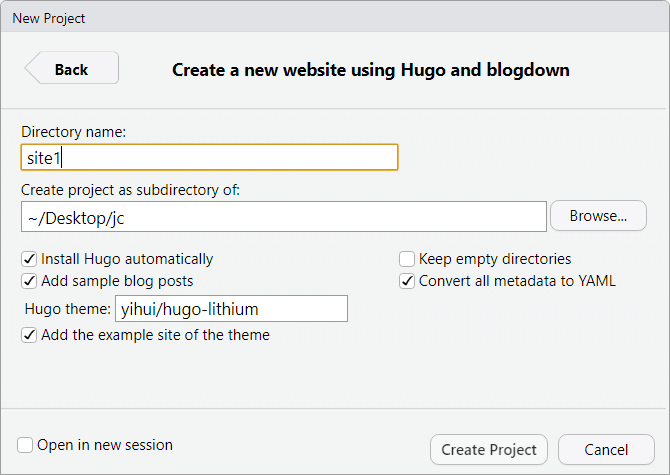 New Project
Back
Create a new website using Hugo and blogdown
Directory name:
site1
Create project as subdirectory of:
~/Desktop/jc
Browse...
Install Hugo automatically
Keep empty directories
Add sample blog posts
Convert all metadata to YAML
Hugo theme: yihui/hugo-lithium
Add the example site of the theme
Open in new session
Create Project
Cancel